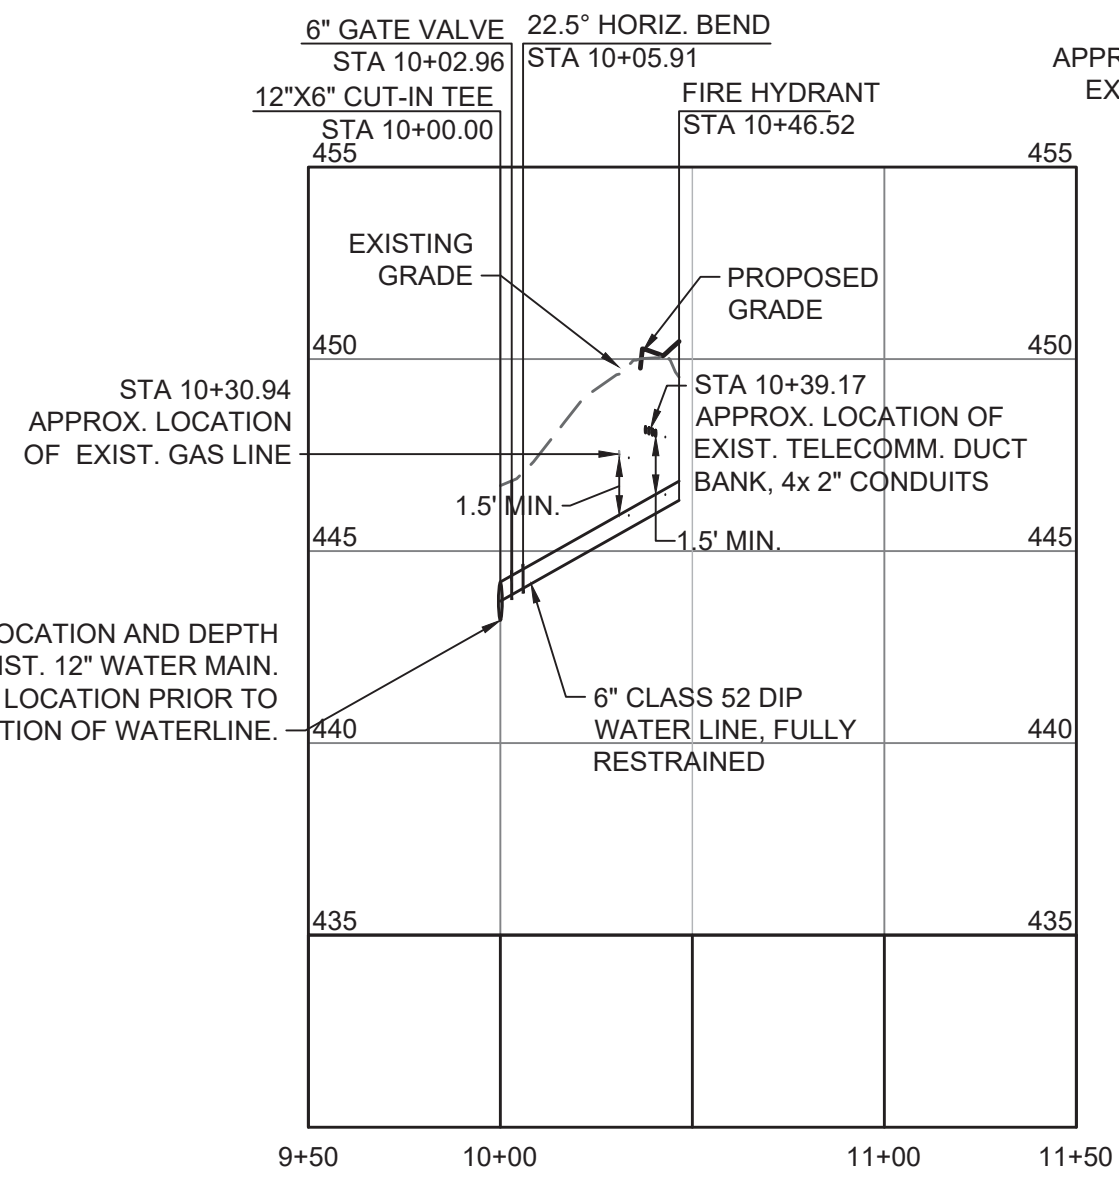 6" GATE VALVE
STA 10+02.96
22.5° HORIZ. BEND
STA 10+05.91
12"X6" CUT-IN TEE
STA 10+00.00
FIRE HYDRANT
STA 10+46.52
455
455
EXISTING
GRADE
PROPOSED
GRADE
450
450
STA 10+30.94
APPROX. LOCATION
OF EXIST. GAS LINE
STA 10+39.17
APPROX. LOCATION OF
EXIST. TELECOMM. DUCT
BANK, 4x 2" CONDUITS
1.5' MIN.
1.5' MIN.
445
445
LOCATION AND DEPTH
12" WATER MAIN.
LOCATION PRIOR TO
OF WATERLINE.
6" CLASS 52 DIP
WATER LINE, FULLY
RESTRAINED
440
440
435
435
9+50
10+00
11+00
11+50